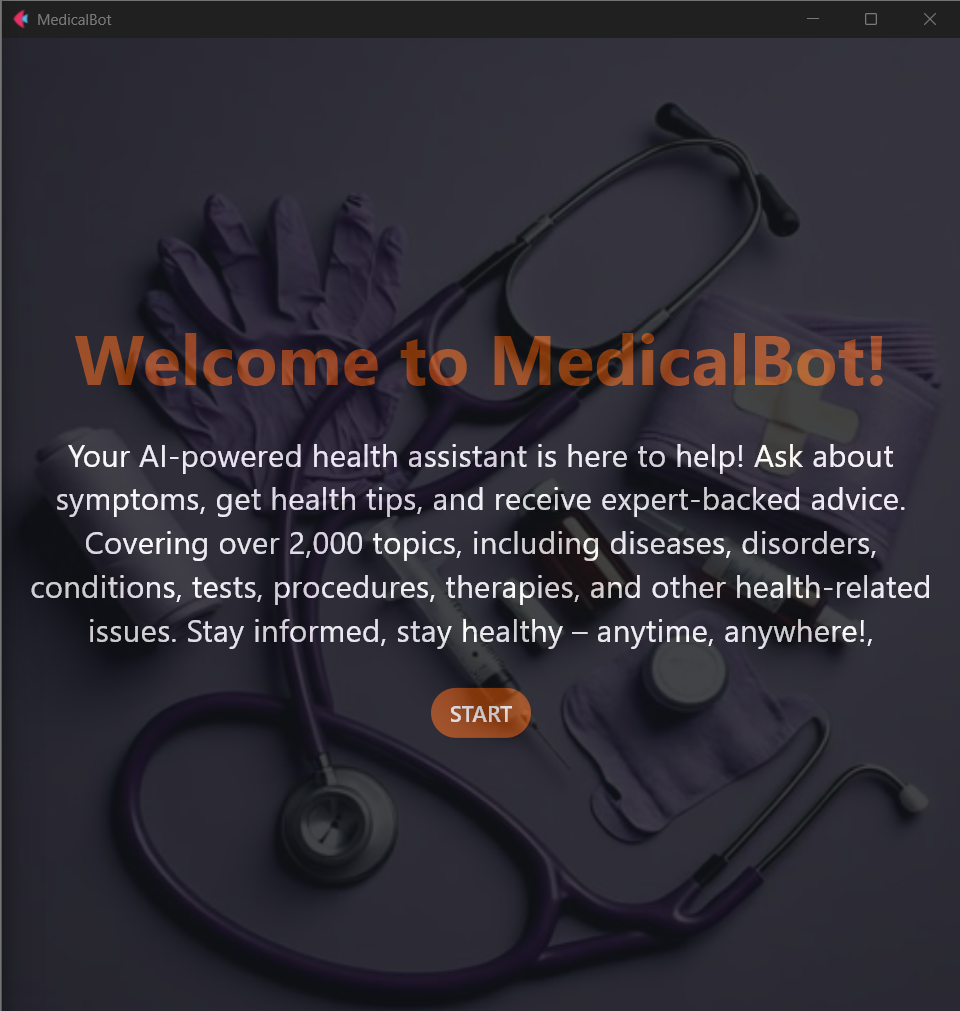 MedicalBot
Welcome to MedicalBot!
Your AI-powered health assistant is here to help! Ask about
symptoms, get health tips, and receive expert-backed advice.
Covering over 2,000 topics, including diseases, disorders,
conditions, tests, procedures, therapies, and other health-related
issues. Stay informed, stay healthy – anytime, anywhere!,
START